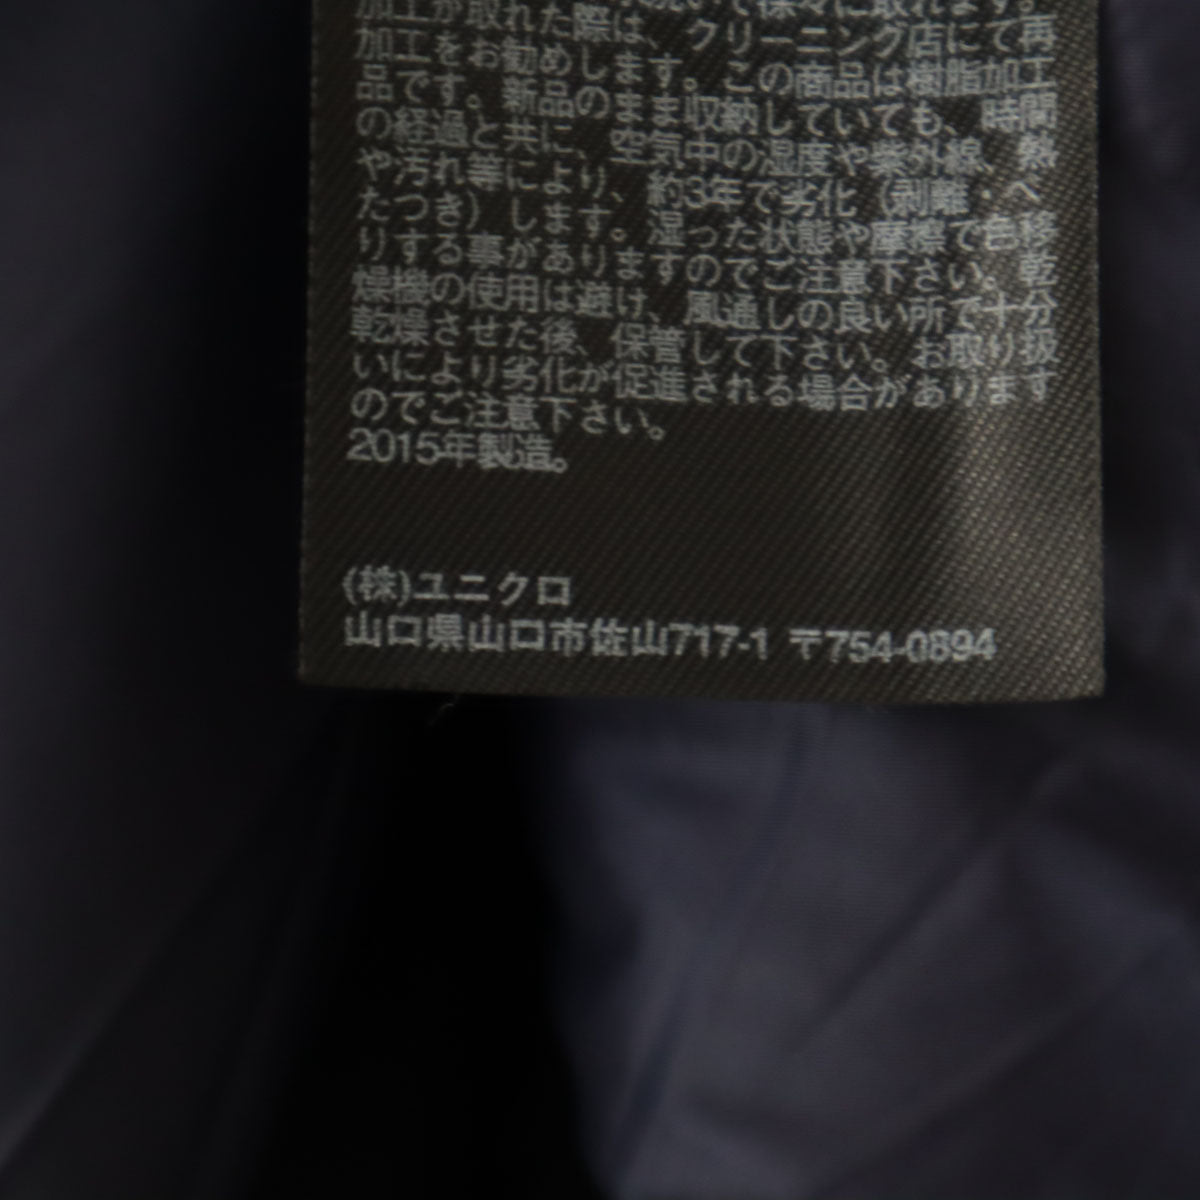 加工が取れた際は、クリーニング店にて再
加工をお勧めします。この商品は樹脂加工
品です。新品のまま収納していても、時間
の経過と共に、空気中の湿度や紫外線、熱
や汚れ等により、約3年で劣化（剥離・べ
たつき）します。湿った状態や摩擦で色移
りする事がありますのでご注意下さい。乾
燥機の使用は避け、風通しの良い所で十分
乾燥させた後、保管して下さい。お取り扱
いにより劣化が促進される場合があります
のでご注意下さい。
2015年製造。
(株)ユニクロ
山口県山口市佐山717-1 〒754-0894